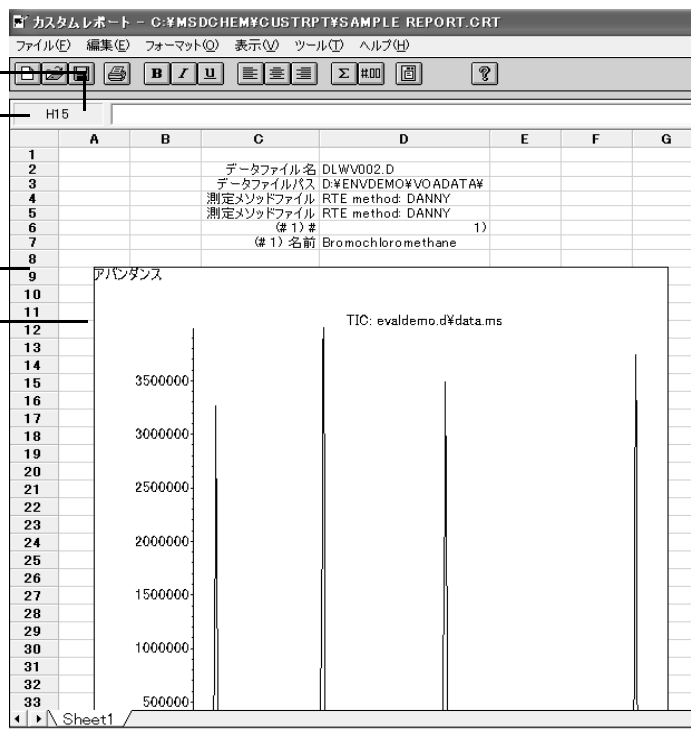 カスタムレポート - C:¥MSDCHEM¥CUSTRPT¥SAMPLE REPORT.CRT
ファイル(F) 編集(E) フォーマット(O) 表示(V) ツール(T) ヘルプ(H)
B I U Σ #.00 ?
H15
A B C D E F G
1
2 データファイル名 DLWV002.D
3 データファイルパス D:¥ENVDEMO¥VOADATA¥
4 測定メソッドファイル RTE method: DANNY
5 測定メソッドファイル RTE method: DANNY
6 (# 1) # 1)
7 (# 1) 名前 Bromochloromethane
8
9 アバンダンス
10
11
TIC: evaldemo.d¥data.ms
12
13
14
15 3500000
16
17
18 3000000
19
20
21 2500000
22
23
24 2000000
25
26
27 1500000
28
29
30 1000000
31
32
33 500000
Sheet1